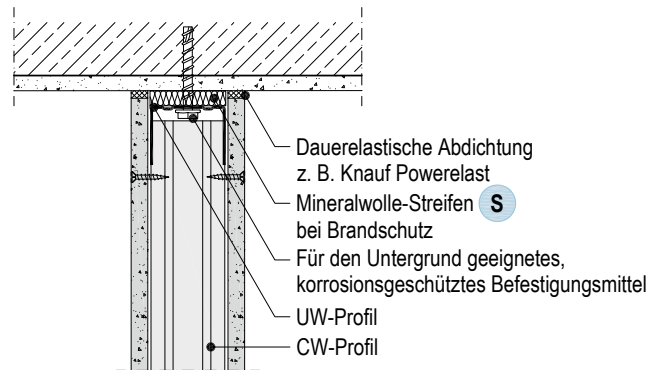 Dauerelastische Abdichtung
z. B. Knauf Powerelast
Mineralwolle-Streifen S
bei Brandschutz
Für den Untergrund geeignetes,
korrosionsgeschütztes Befestigungsmittel
UW-Profil
CW-Profil